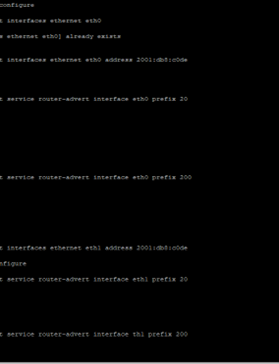 configure
t interfaces ethernet eth0
s ethernet eth0] already exists
t interfaces ethernet eth0 address 2001:db8:c0de
t service router-advert interface eth0 prefix 20
t service router-advert interface eth0 prefix 200
t interfaces ethernet eth1 address 2001:db8:c0de
nfigure
t service router-advert interface eth1 prefix 20
t service router-advert interface th1 prefix 200